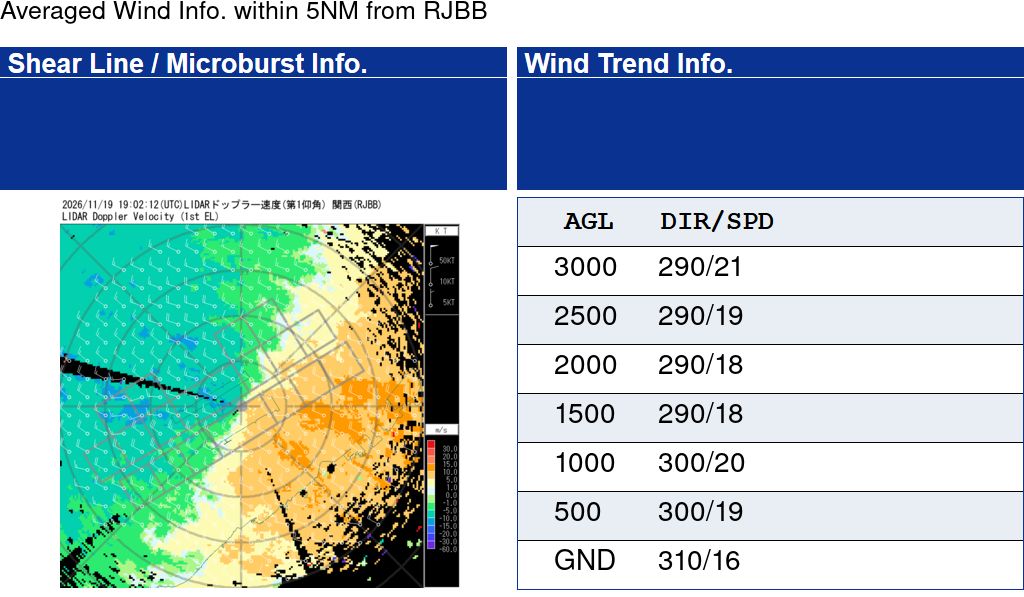 Averaged Wind Info. within 5NM from RJBB
Shear Line / Microburst Info.
Wind Trend Info.
2026/11/19 19:02:12(UTC)LIDARドップラー速度(第1仰角) 関西(RJBB)
LIDAR Doppler Velocity (1st EL)
K T
50KT
10KT
5KT
m/s
30.0
20.0
15.0
10.0
5.0
1.0
0.0
-1.0
-5.0
-10.0
-15.0
-20.0
-30.0
-60.0
AGL DIR/SPD
3000 290/21
2500 290/19
2000 290/18
1500 290/18
1000 300/20
500 300/19
GND 310/16